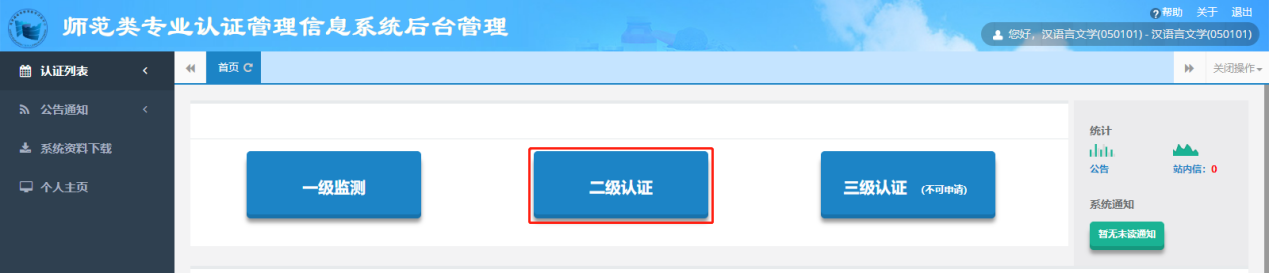 师范类专业认证管理信息系统后台管理
帮助 关于 退出
您好，汉语言文学(050101) - 汉语言文学(050101)
认证列表
首页
关闭操作
公告通知
系统资料下载
个人主页
一级监测
二级认证
三级认证 (不可申请)
统计
公告 站内信：0
系统通知
暂无未读通知